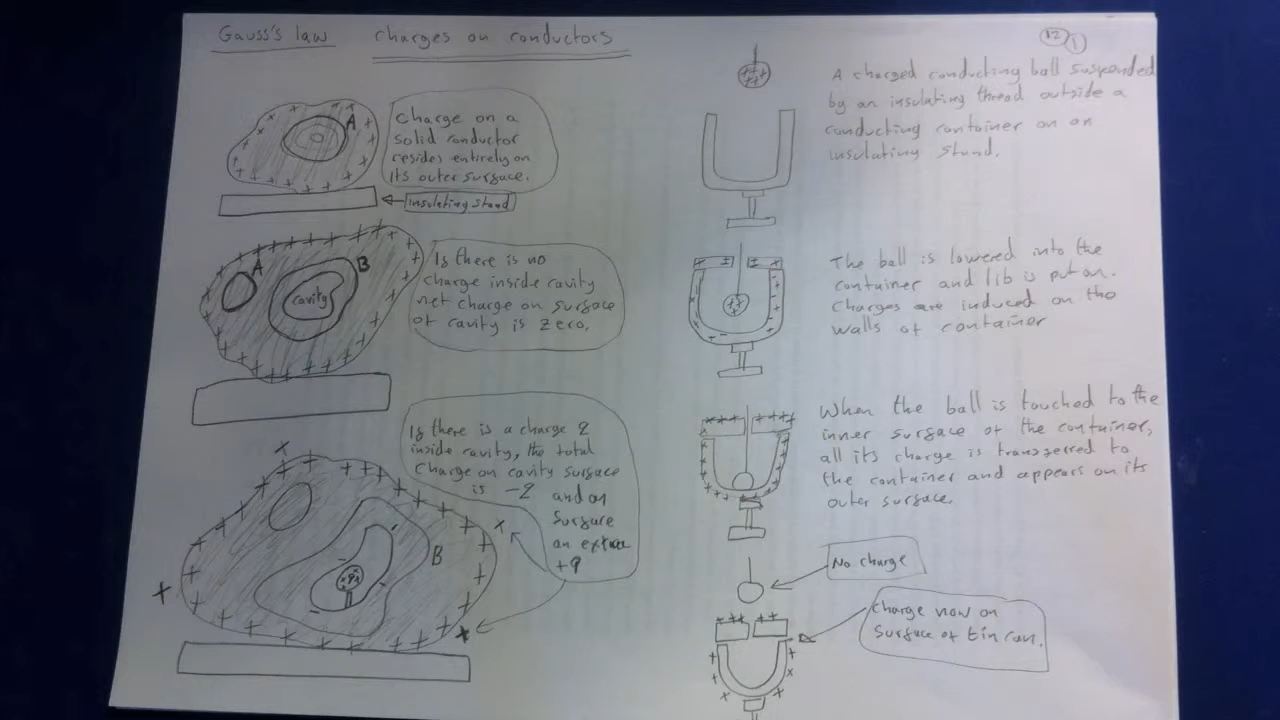 Gauss's law charges on conductors
12 1
A
Charge on a
solid conductor
resides entirely on
its outer surface.
insulating stand
A
B
cavity
If there is no
charge inside cavity
net charge on surface
of cavity is zero.
If there is a charge q
inside cavity, the total
charge on cavity surface
is -q and on
surface
an extra
+q
B
A charged conducting ball suspended
by an insulating thread outside a
conducting container on an
insulating stand.
The ball is lowered into the
container and lib is put on.
Charges are induced on the
walls of container
When the ball is touched to the
inner surface of the container,
all its charge is transferred to
the container and appears on its
outer surface.
No charge
Charge now on
surface of tin can.